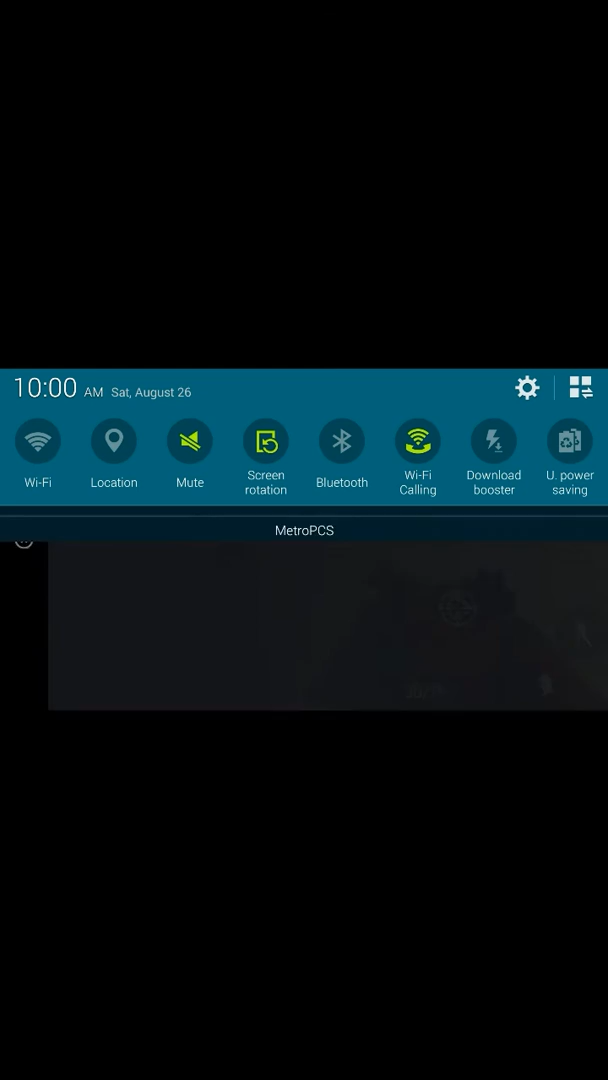 10:00 AM Sat, August 26
Wi-Fi
Location
Mute
Screen
rotation
Bluetooth
Wi-Fi
Calling
Download
booster
U. power
saving
MetroPCS